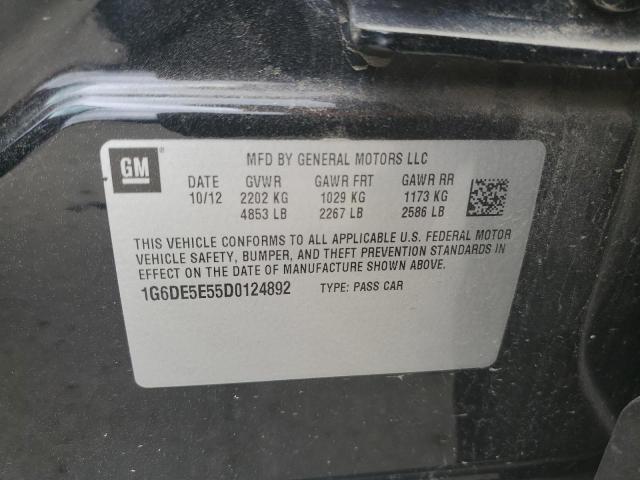 GM
MFD BY GENERAL MOTORS LLC
DATE GVWR GAWR FRT GAWR RR
10/12 2202 KG 1029 KG 1173 KG
4853 LB 2267 LB 2586 LB
THIS VEHICLE CONFORMS TO ALL APPLICABLE U.S. FEDERAL MOTOR
VEHICLE SAFETY, BUMPER, AND THEFT PREVENTION STANDARDS IN
EFFECT ON THE DATE OF MANUFACTURE SHOWN ABOVE.
1G6DE5E55D0124892 TYPE: PASS CAR